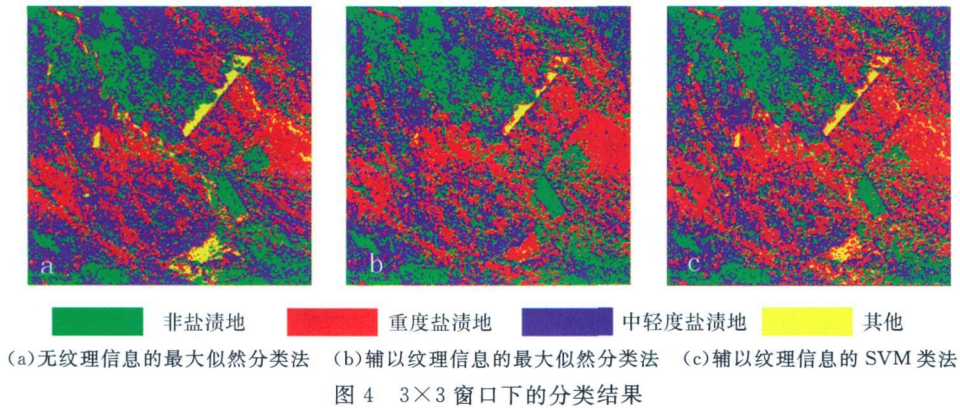 a
b
c
非盐渍地 重度盐渍地 中轻度盐渍地 其他
(a)无纹理信息的最大似然分类法 (b)辅以纹理信息的最大似然分类法 (c)辅以纹理信息的 SVM 类法
图 4 3×3 窗口下的分类结果